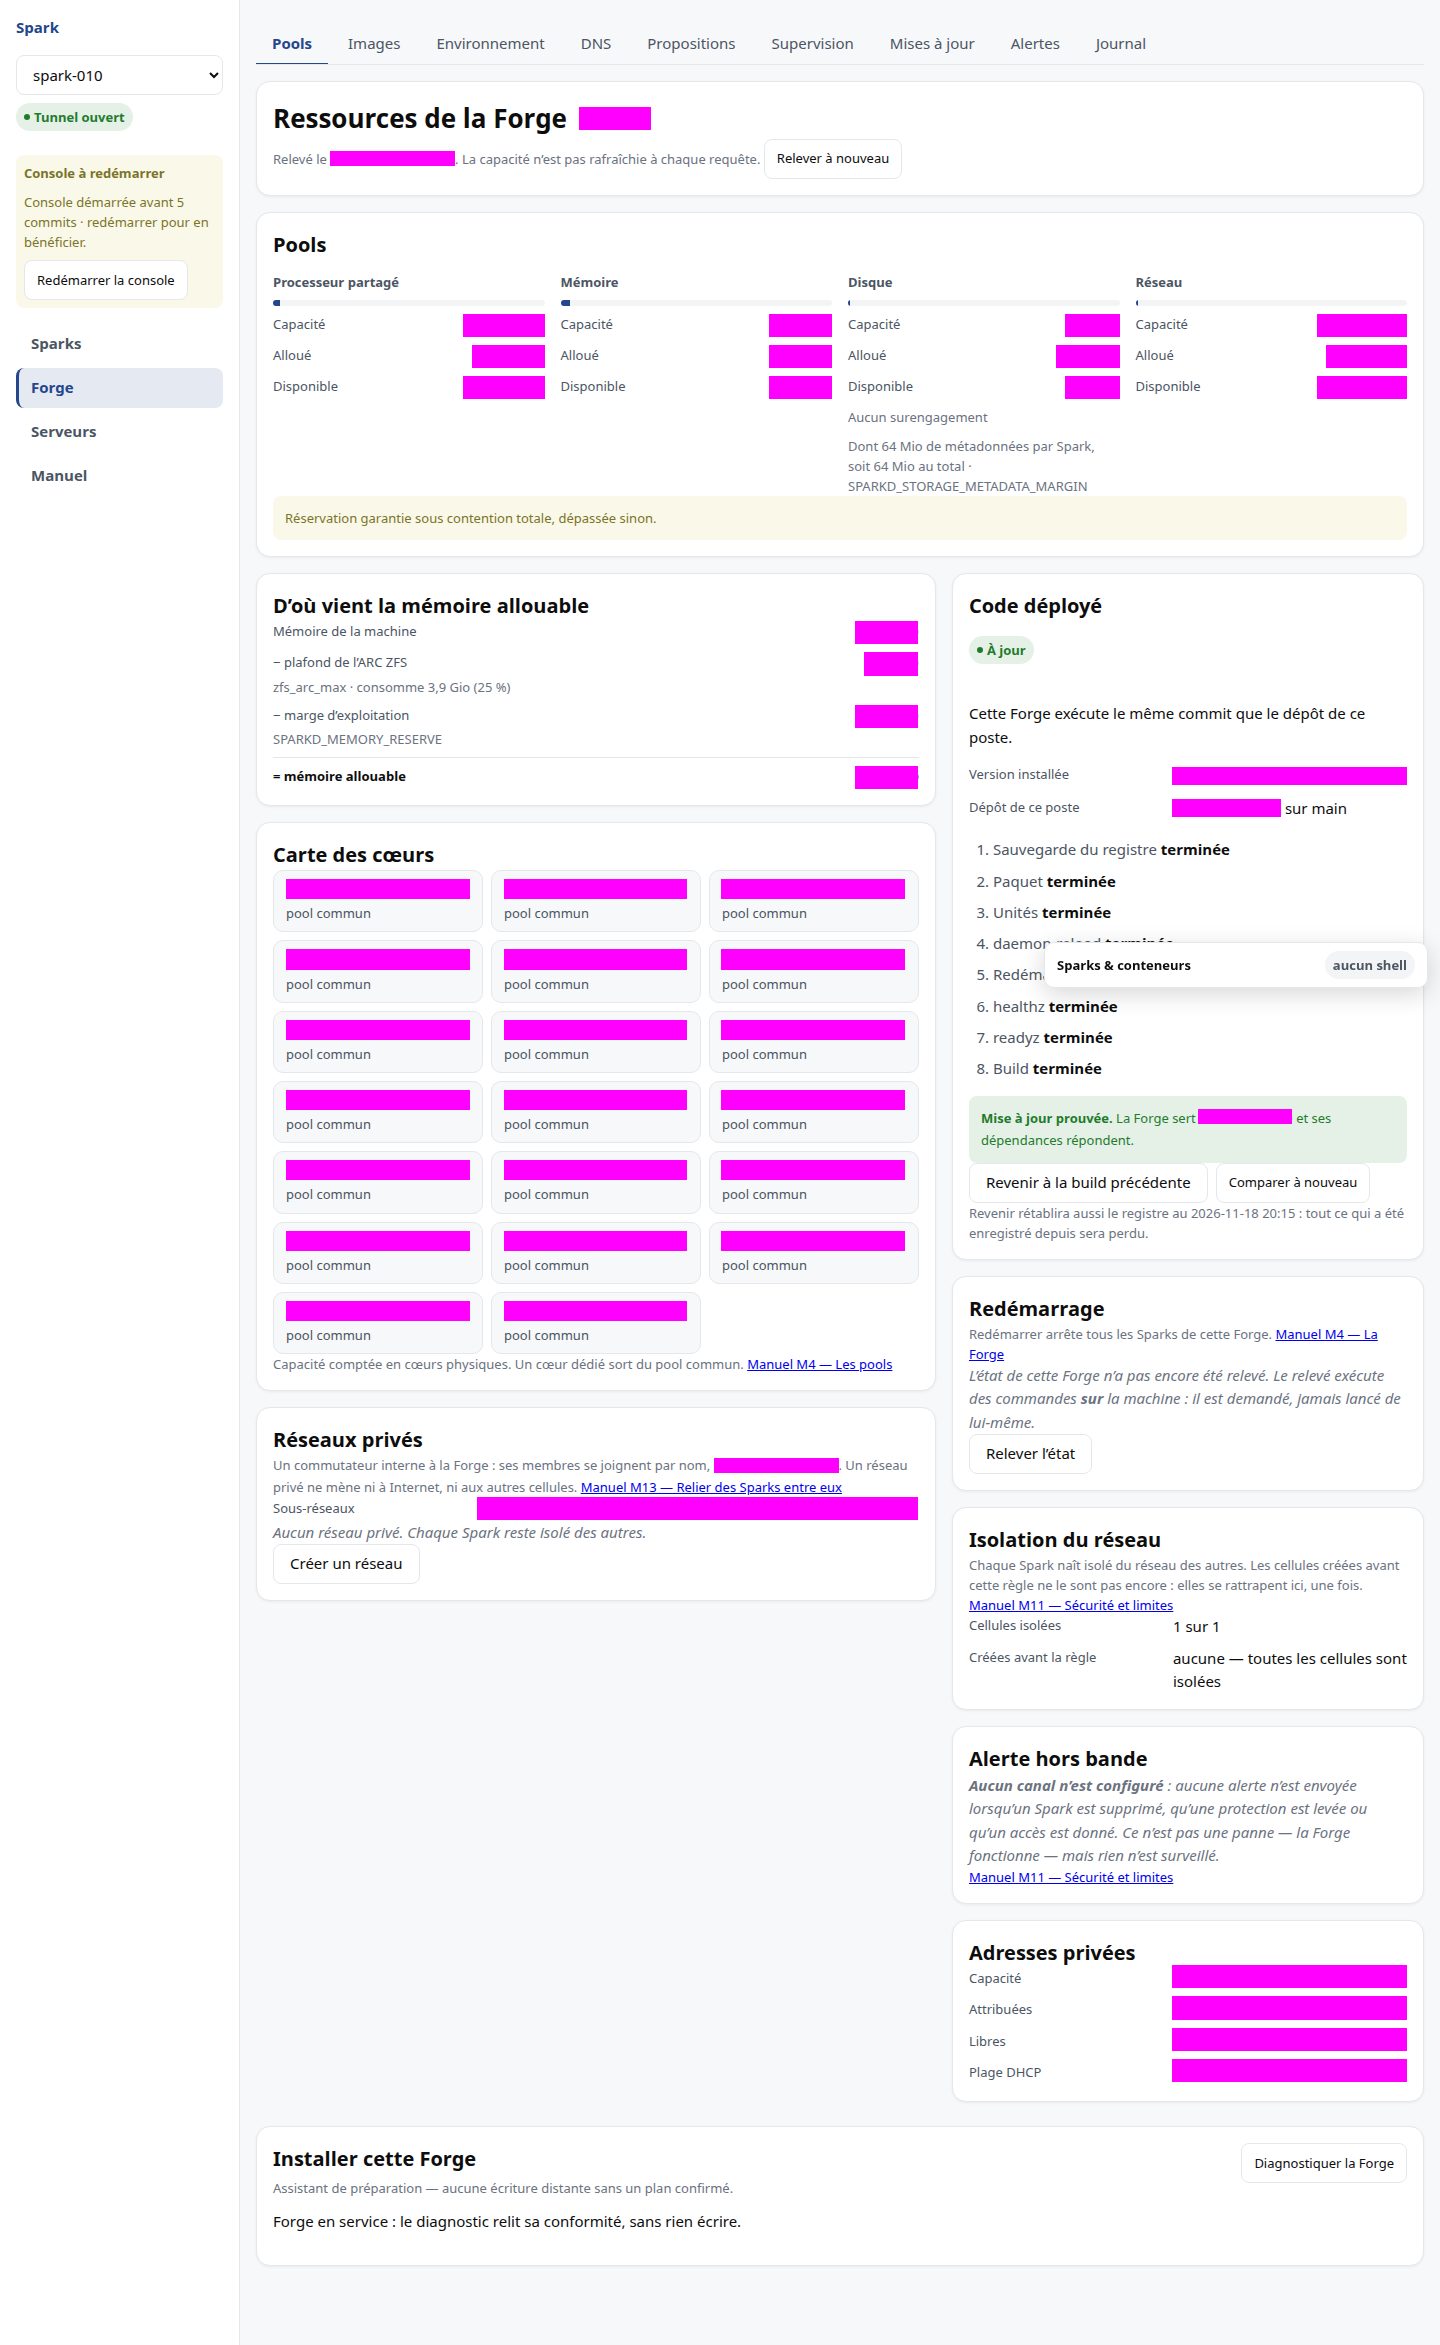 Spark
spark-010
Tunnel ouvert
Console à redémarrer
Console démarrée avant 5
commits · redémarrer pour en
bénéficier.
Redémarrer la console
Sparks
Forge
Serveurs
Manuel
Pools Images Environnement DNS Propositions Supervision Mises à jour Alertes Journal
Ressources de la Forge
Relevé le . La capacité n’est pas rafraîchie à chaque requête. Relever à nouveau
Pools
Processeur partagé
Capacité
Alloué
Disponible
Mémoire
Capacité
Alloué
Disponible
Disque
Capacité
Alloué
Disponible
Aucun surengagement
Dont 64 Mio de métadonnées par Spark,
soit 64 Mio au total ·
SPARKD_STORAGE_METADATA_MARGIN
Réseau
Capacité
Alloué
Disponible
Réservation garantie sous contention totale, dépassée sinon.
D’où vient la mémoire allouable
Mémoire de la machine
− plafond de l’ARC ZFS
zfs_arc_max · consomme 3,9 Gio (25 %)
− marge d’exploitation
SPARKD_MEMORY_RESERVE
= mémoire allouable
Carte des cœurs
pool commun pool commun pool commun
pool commun pool commun pool commun
pool commun pool commun pool commun
pool commun pool commun pool commun
pool commun pool commun pool commun
pool commun pool commun pool commun
pool commun pool commun
Capacité comptée en cœurs physiques. Un cœur dédié sort du pool commun. Manuel M4 — Les pools
Réseaux privés
Un commutateur interne à la Forge : ses membres se joignent par nom, . Un réseau
privé ne mène ni à Internet, ni aux autres cellules. Manuel M13 — Relier des Sparks entre eux
Sous-réseaux
Aucun réseau privé. Chaque Spark reste isolé des autres.
Créer un réseau
Code déployé
À jour
Cette Forge exécute le même commit que le dépôt de ce
poste.
Version installée
Dépôt de ce poste sur main
1. Sauvegarde du registre terminée
2. Paquet terminée
3. Unités terminée
4. daemon-reload terminée
5. Redém
Sparks & conteneurs aucun shell
6. healthz terminée
7. readyz terminée
8. Build terminée
Mise à jour prouvée. La Forge sert et ses
dépendances répondent.
Revenir à la build précédente Comparer à nouveau
Revenir rétablira aussi le registre au 2026-11-18 20:15 : tout ce qui a été
enregistré depuis sera perdu.
Redémarrage
Redémarrer arrête tous les Sparks de cette Forge. Manuel M4 — La
Forge
L’état de cette Forge n’a pas encore été relevé. Le relevé exécute
des commandes sur la machine : il est demandé, jamais lancé de
lui-même.
Relever l’état
Isolation du réseau
Chaque Spark naît isolé du réseau des autres. Les cellules créées avant
cette règle ne le sont pas encore : elles se rattrapent ici, une fois.
Manuel M11 — Sécurité et limites
Cellules isolées 1 sur 1
Créées avant la règle aucune — toutes les cellules sont
isolées
Alerte hors bande
Aucun canal n’est configuré : aucune alerte n’est envoyée
lorsqu’un Spark est supprimé, qu’une protection est levée ou
qu’un accès est donné. Ce n’est pas une panne — la Forge
fonctionne — mais rien n’est surveillé.
Manuel M11 — Sécurité et limites
Adresses privées
Capacité
Attribuées
Libres
Plage DHCP
Installer cette Forge
Diagnostiquer la Forge
Assistant de préparation — aucune écriture distante sans un plan confirmé.
Forge en service : le diagnostic relit sa conformité, sans rien écrire.